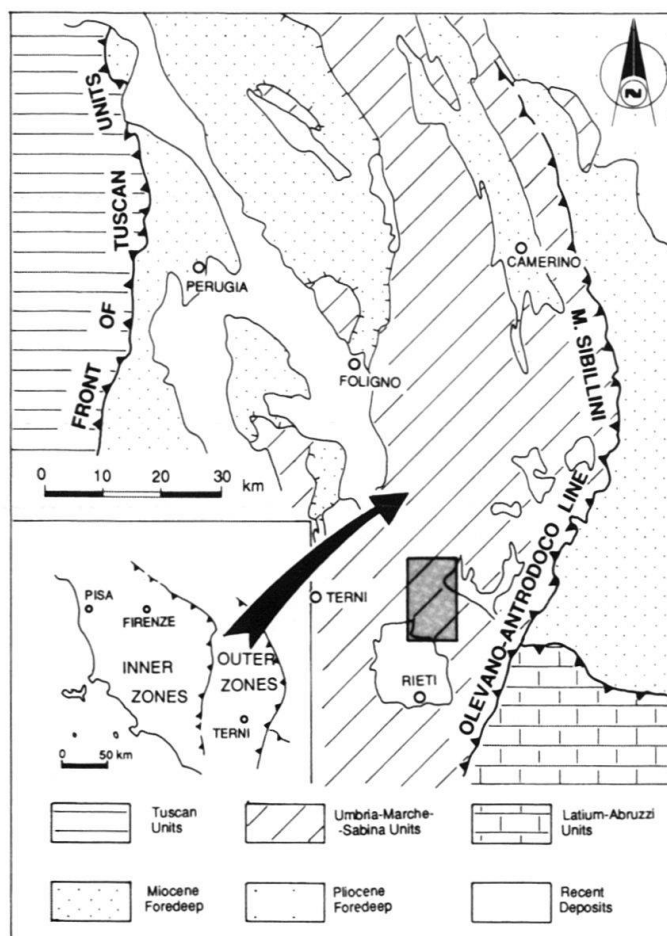 N
FRONT OF TUSCAN UNITS
PERUGIA
CAMERINO
M. SIBILLINI
FOLIGNO
0 10 20 30
km
OLEVANO-ANTRODOCO LINE
PISA
FIRENZE
INNER
ZONES
OUTER
ZONES
TERNI
0 50 km
TERNI
RIETI
Tuscan
Units
Umbria-Marche-
-Sabina Units
Latium-Abruzzi
Units
Miocene
Foredeep
Pliocene
Foredeep
Recent
Deposits